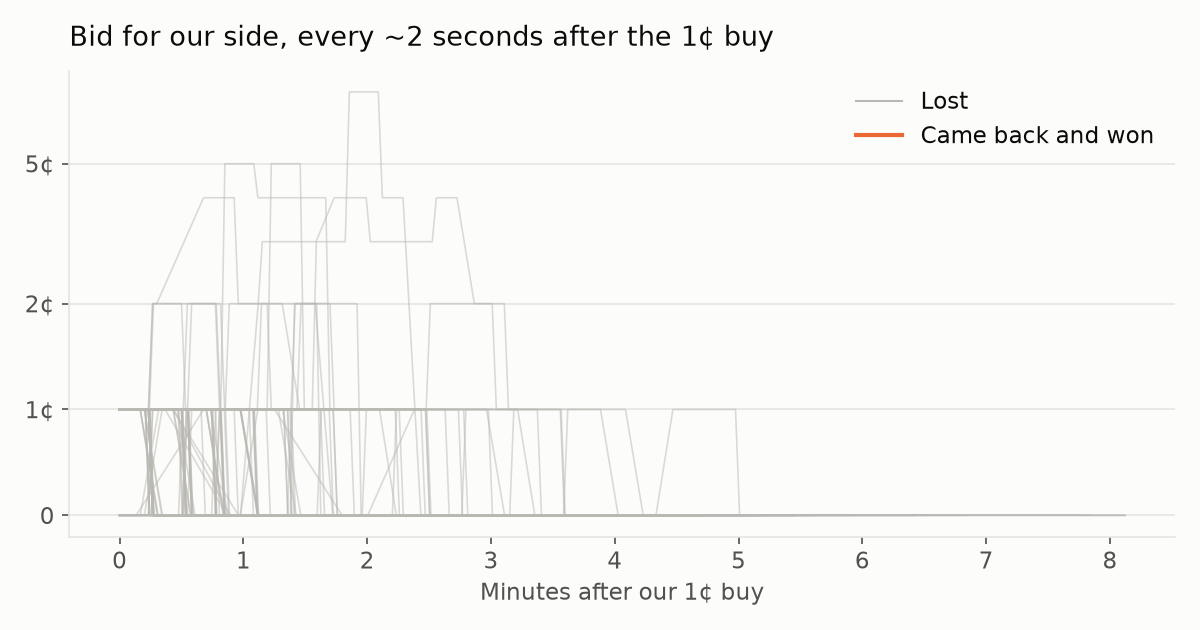 Bid for our side, every ~2 seconds after the 1¢ buy
Lost
Came back and won
5¢
2¢
1¢
0
0 1 2 3 4 5 6 7 8
Minutes after our 1¢ buy